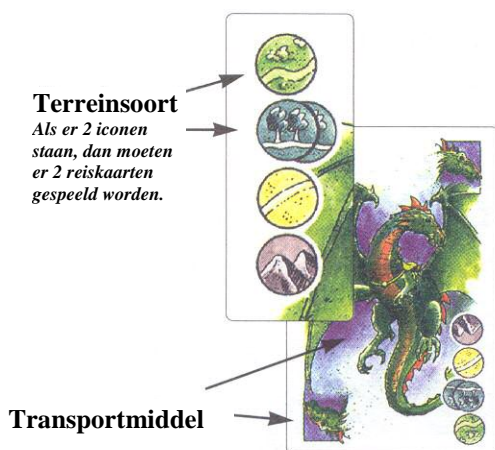 Terreinsoort
Als er 2 iconen
staan, dan moeten
er 2 reiskaarten
gespeeld worden.
Transportmiddel